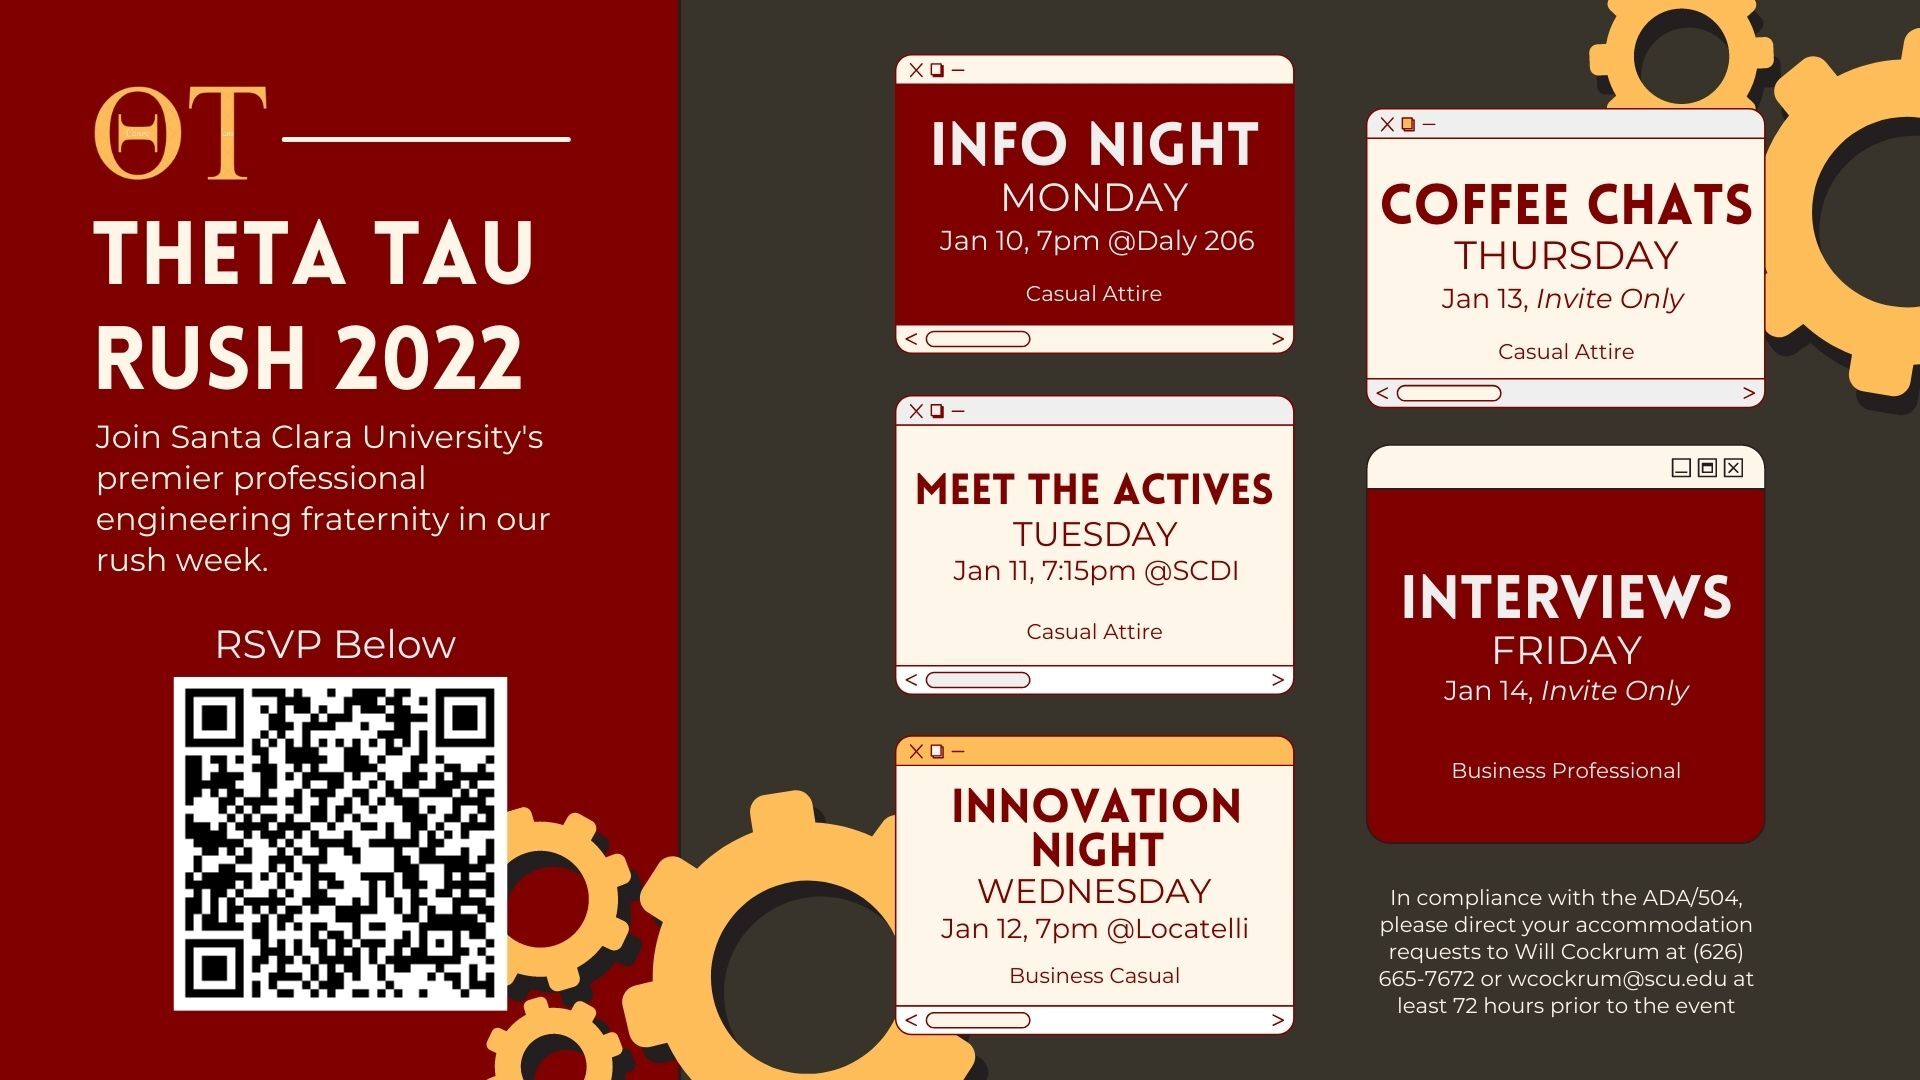 ΘΤ
THETA TAU
RUSH 2022
Join Santa Clara University's
premier professional
engineering fraternity in our
rush week.
RSVP Below
INFO NIGHT
MONDAY
Jan 10, 7pm @Daly 206
Casual Attire
MEET THE ACTIVES
TUESDAY
Jan 11, 7:15pm @SCDI
Casual Attire
INNOVATION
NIGHT
WEDNESDAY
Jan 12, 7pm @Locatelli
Business Casual
COFFEE CHATS
THURSDAY
Jan 13, Invite Only
Casual Attire
INTERVIEWS
FRIDAY
Jan 14, Invite Only
Business Professional
In compliance with the ADA/504,
please direct your accommodation
requests to Will Cockrum at (626)
665-7672 or wcockrum@scu.edu at
least 72 hours prior to the event